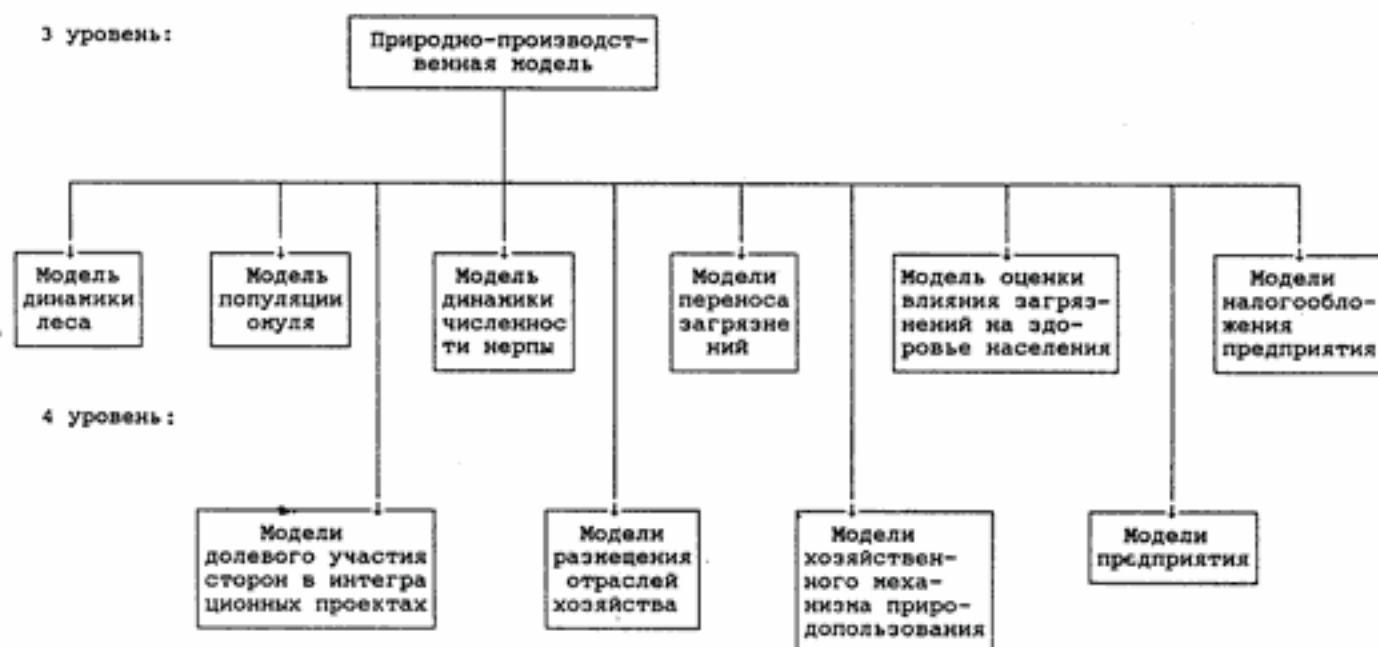 3 уровень:
Природно-производст-
венная модель
Модель
динамики
леса
Модель
популяции
омуля
Модель
динамики
численнос
ти нерпы
Модели
переноса
загрязне
ний
Модель оценки
влияния загряз-
нений на здо-
ровье населения
Модели
налогообло-
жения
предприятия
4 уровень:
Модели
долевого участия
сторон в интегра
ционных проектах
Модели
размещения
отраслей
хозяйства
Модели
хозяйствен-
ного меха-
низма приро-
допользования
Модели
предприятия